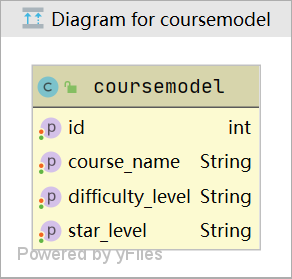 Diagram for coursemodel
C coursemodel
p id int
p course_name String
p difficulty_level String
p star_level String
Powered by yFiles